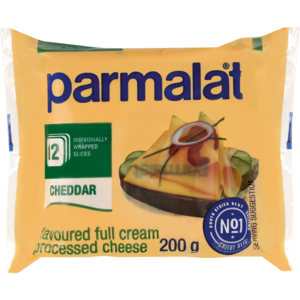 parmalat
12
INDIVIDUALLY
WRAPPED
SLICES
CHEDDAR
flavoured full cream
processed cheese 200 g
Nº1
SERVING SUGGESTION